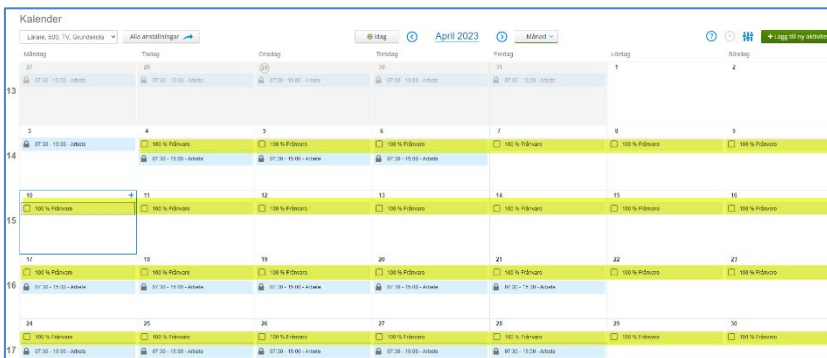 Kalender
Lärare, 500, TV, Grundskola Alla anställningar Idag April 2023 Månad + Lägg till ny aktivitet
Måndag Tisdag Onsdag Torsdag Fredag Lördag Söndag
27 28 29 30 31 1 2
07:30 - 15:00 - Arbete 07:30 - 15:00 - Arbete 07:30 - 15:00 - Arbete 07:30 - 15:00 - Arbete 07:30 - 15:00 - Arbete
13
3 4 5 6 7 8 9
07:30 - 15:00 - Arbete 100 % Frånvaro 100 % Frånvaro 100 % Frånvaro 100 % Frånvaro 100 % Frånvaro 100 % Frånvaro
14 07:30 - 15:00 - Arbete 07:30 - 15:00 - Arbete 07:30 - 15:00 - Arbete
10 + 11 12 13 14 15 16
100 % Frånvaro 100 % Frånvaro 100 % Frånvaro 100 % Frånvaro 100 % Frånvaro 100 % Frånvaro 100 % Frånvaro
15
17 18 19 20 21 22 23
100 % Frånvaro 100 % Frånvaro 100 % Frånvaro 100 % Frånvaro 100 % Frånvaro 100 % Frånvaro 100 % Frånvaro
16 07:30 - 15:00 - Arbete 07:30 - 15:00 - Arbete 07:30 - 15:00 - Arbete 07:30 - 15:00 - Arbete 07:30 - 15:00 - Arbete
24 25 26 27 28 29 30
100 % Frånvaro 100 % Frånvaro 100 % Frånvaro 100 % Frånvaro 100 % Frånvaro 100 % Frånvaro 100 % Frånvaro
17 07:30 - 15:00 - Arbete 07:30 - 15:00 - Arbete 07:30 - 15:00 - Arbete 07:30 - 15:00 - Arbete 07:30 - 15:00 - Arbete